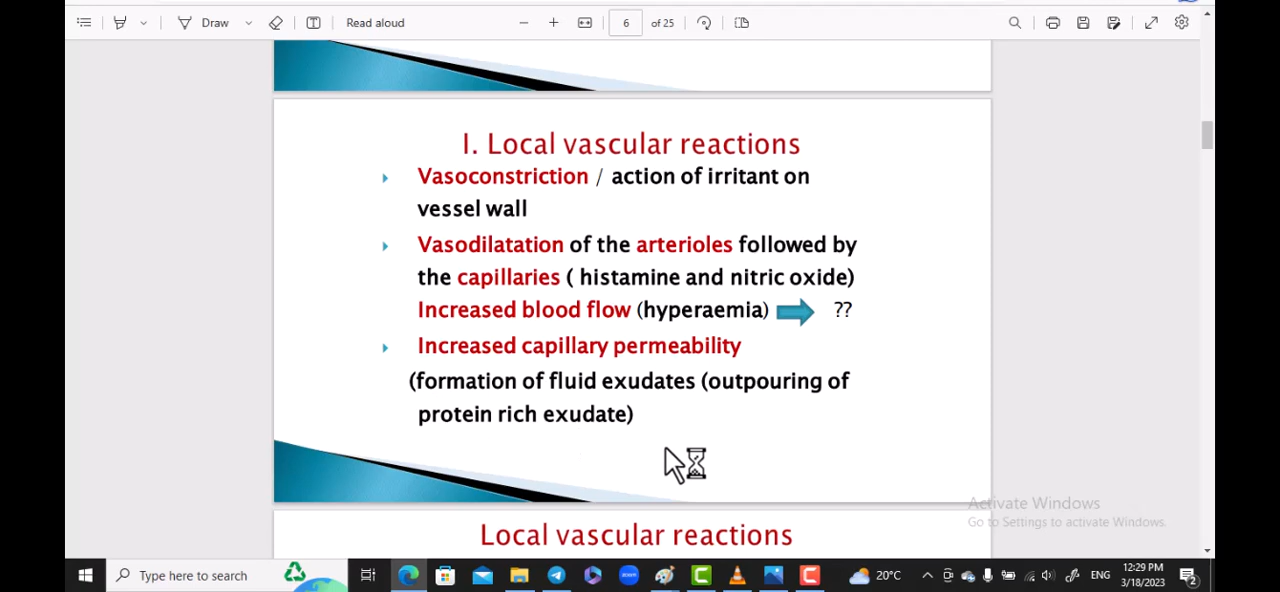 Draw
Read aloud
6 of 25
I. Local vascular reactions
Vasoconstriction / action of irritant on
vessel wall
Vasodilatation of the arterioles followed by
the capillaries ( histamine and nitric oxide)
Increased blood flow (hyperaemia) ??
Increased capillary permeability
(formation of fluid exudates (outpouring of
protein rich exudate)
Activate Windows
Go to Settings to activate Windows.
Local vascular reactions
Type here to search
zoom
20°C
ENG
12:29 PM
3/18/2023
2